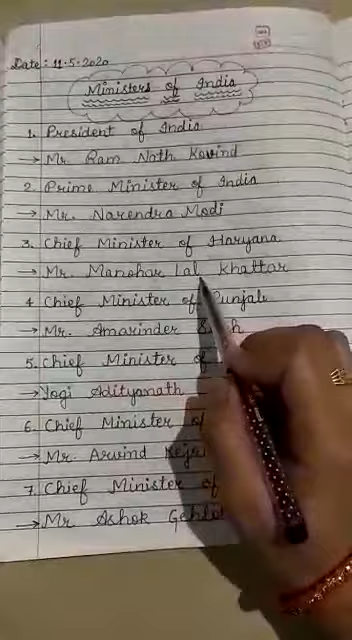 Date: 11-5-2020
Ministers of India
1. President of India
→ Mr. Ram Nath Kovind
2. Prime Minister of India
→ Mr. Narendra Modi
3. Chief Minister of Haryana
→ Mr. Manohar Lal Khattar
4 Chief Minister of Punjab
→ Mr. Amarinder
5. Chief Minister of
→ Yogi Adityanath
6. Chief Minister
→ Mr. Arvind
7. Chief Minister of
→ Mr Ashok